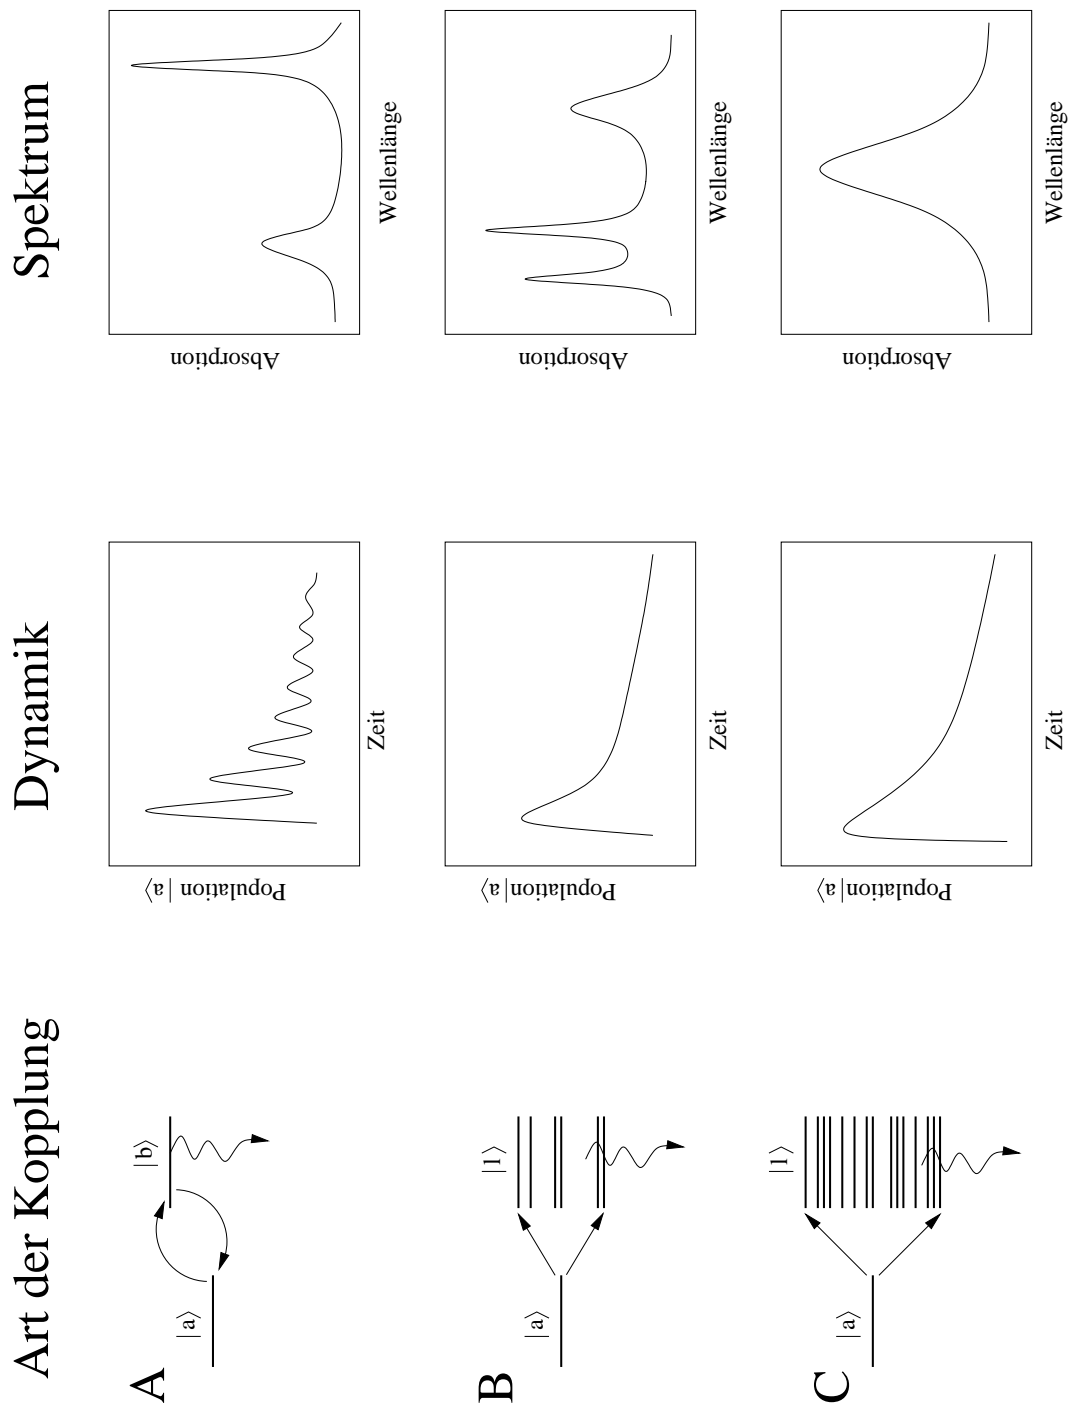 Art der Kopplung
Dynamik
Spektrum
A
|a⟩
|b⟩
Population |a⟩
Zeit
Absorption
Wellenlänge
B
|a⟩
|l⟩
Population |a⟩
Zeit
Absorption
Wellenlänge
C
|a⟩
|l⟩
Population |a⟩
Zeit
Absorption
Wellenlänge